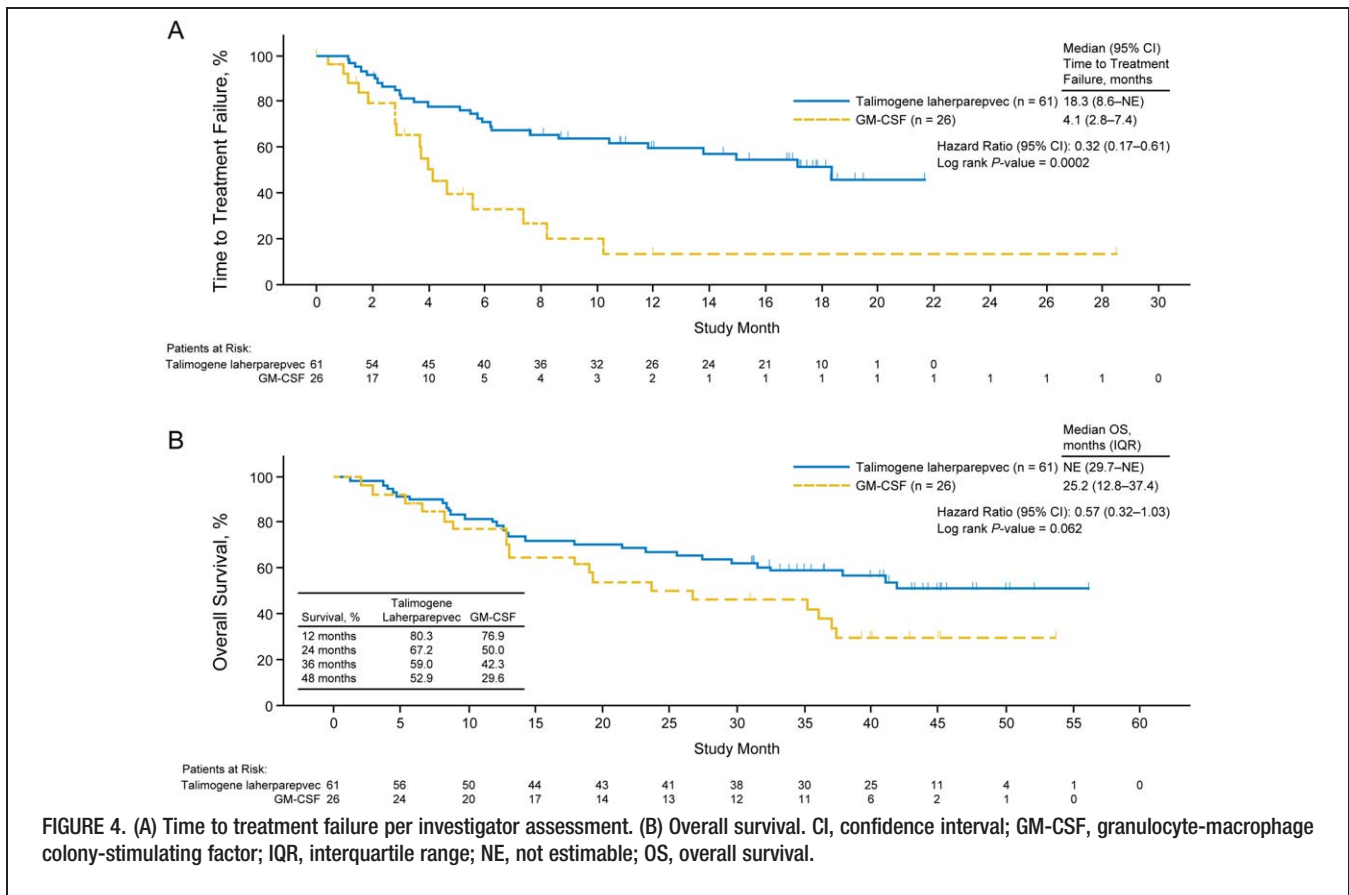 A
Median (95% CI)
Time to Treatment
Failure, months
Talimogene laherparepvec (n = 61) 18.3 (8.6–NE)
GM-CSF (n = 26) 4.1 (2.8–7.4)
Hazard Ratio (95% CI): 0.32 (0.17–0.61)
Log rank P-value = 0.0002
Time to Treatment Failure, %
100
80
60
40
20
0
0 2 4 6 8 10 12 14 16 18 20 22 24 26 28 30
Study Month
Patients at Risk:
Talimogene laherparepvec 61 54 45 40 36 32 26 24 21 10 1 0
GM-CSF 26 17 10 5 4 3 2 1 1 1 1 1 1 1 1 0
B
Median OS,
months (IQR)
Talimogene laherparepvec (n = 61) NE (29.7–NE)
GM-CSF (n = 26) 25.2 (12.8–37.4)
Hazard Ratio (95% CI): 0.57 (0.32–1.03)
Log rank P-value = 0.062
Overall Survival, %
100
80
60
40
20
0
Talimogene
Survival, % Laherparepvec GM-CSF
12 months 80.3 76.9
24 months 67.2 50.0
36 months 59.0 42.3
48 months 52.9 29.6
0 5 10 15 20 25 30 35 40 45 50 55 60
Study Month
Patients at Risk:
Talimogene laherparepvec 61 56 50 44 43 41 38 30 25 11 4 1 0
GM-CSF 26 24 20 17 14 13 12 11 6 2 1 0
FIGURE 4. (A) Time to treatment failure per investigator assessment. (B) Overall survival. CI, confidence interval; GM-CSF, granulocyte-macrophage
colony-stimulating factor; IQR, interquartile range; NE, not estimable; OS, overall survival.